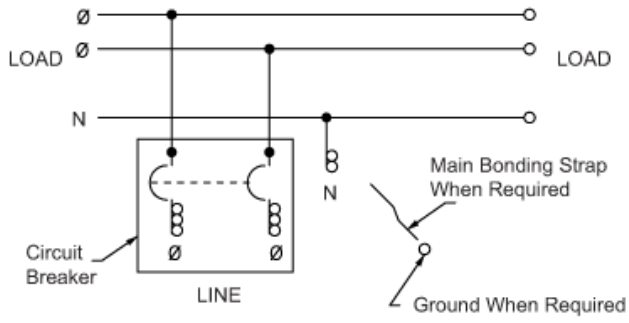 Ø
LOAD Ø LOAD
N
N
Main Bonding Strap
When Required
Circuit
Breaker
Ø Ø
LINE
Ground When Required